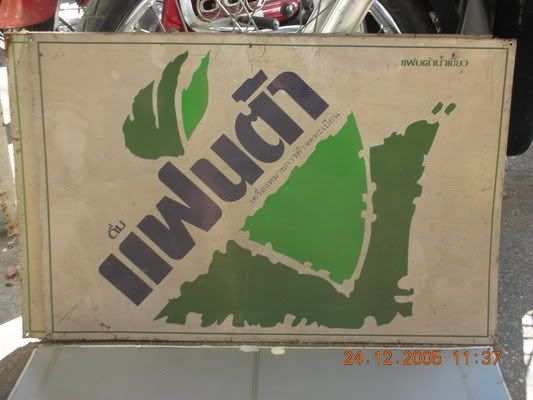 แฟนต้าน้ำเขียว
ดื่ม
แฟนต้า
เครื่องหมายการค้าจดทะเบียน
24.12.2005 11:37